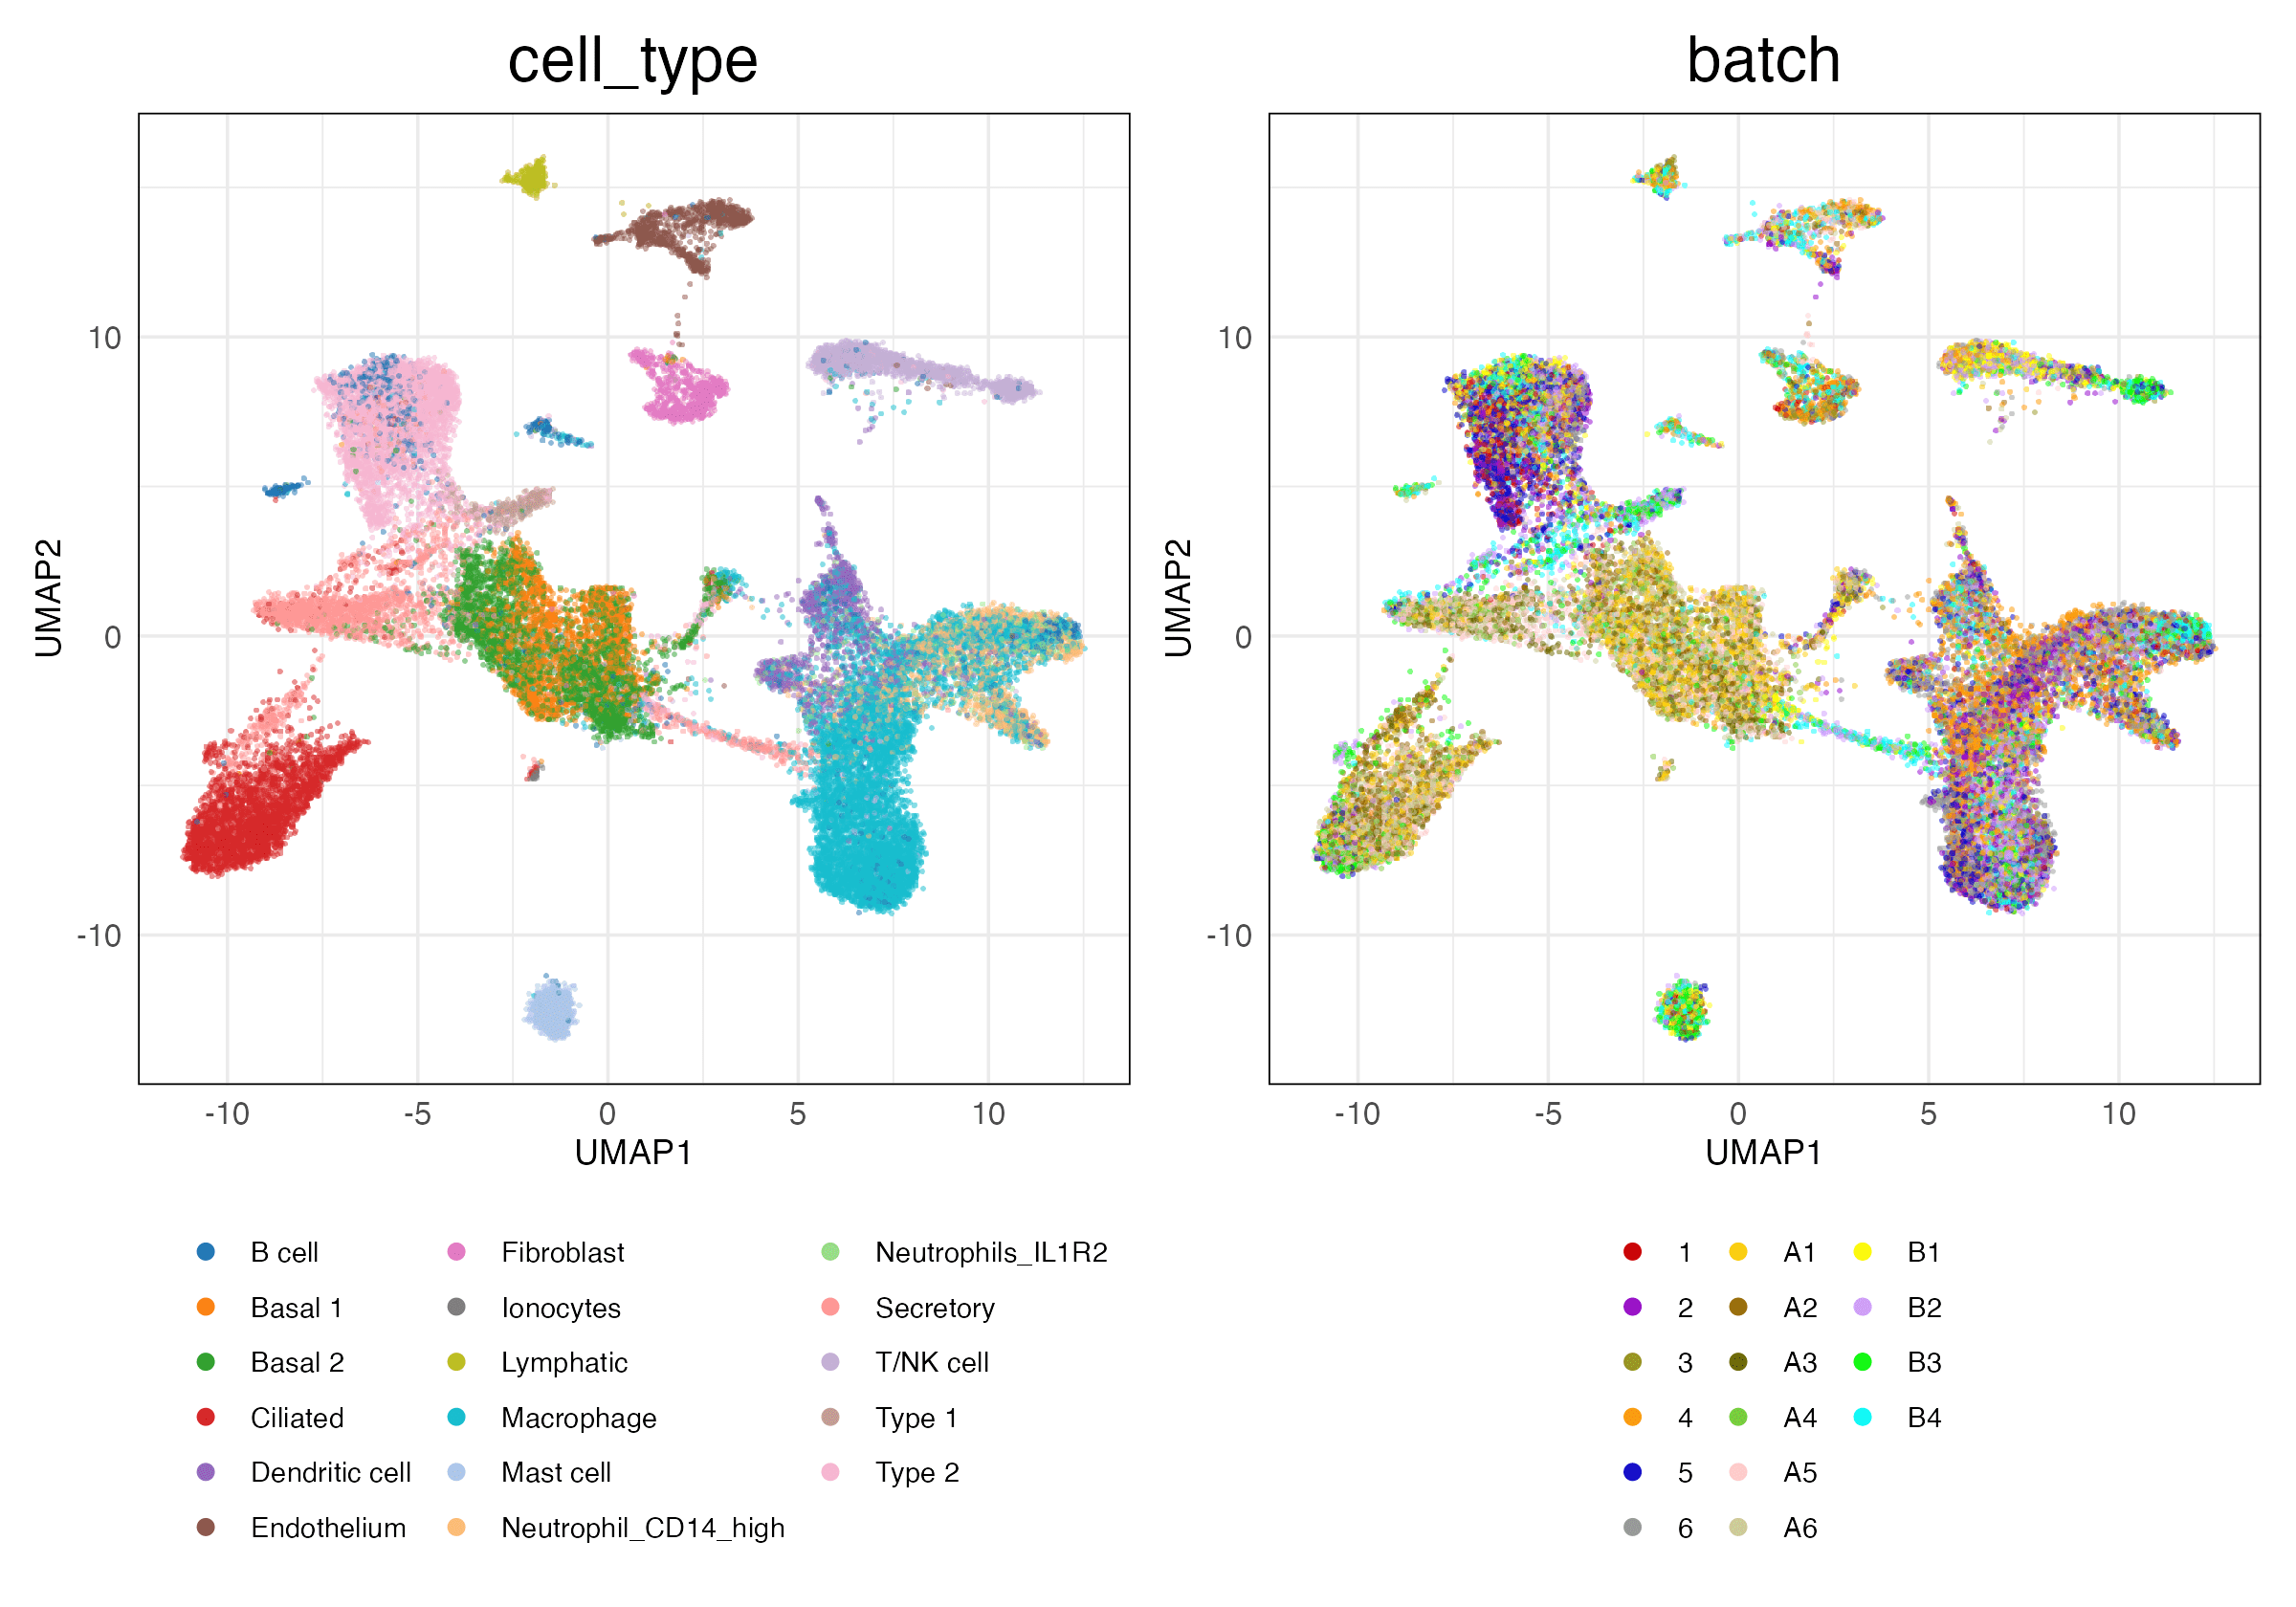 cell_type
batch
10
0
-10
UMAP2
-10 -5 0 5 10
UMAP1
10
0
-10
UMAP2
-10 -5 0 5 10
UMAP1
B cell Fibroblast Neutrophils_IL1R2
Basal 1 Ionocytes Secretory
Basal 2 Lymphatic T/NK cell
Ciliated Macrophage Type 1
Dendritic cell Mast cell Type 2
Endothelium Neutrophil_CD14_high
1 A1 B1
2 A2 B2
3 A3 B3
4 A4 B4
5 A5
6 A6